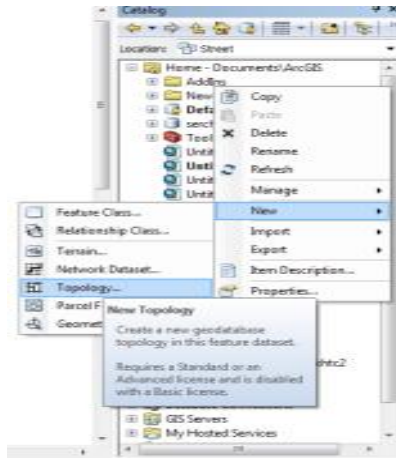 Catalog
Location: Street
Home - Documents\ArcGIS
AddIns
New
Defa
Tool
Untit
Unti
Untit
Untit
Copy
Paste
Delete
Rename
Refresh
Manage
New
Import
Export
Item Description...
Properties...
Feature Class...
Relationship Class...
Terrain...
Network Dataset...
Topology...
Parcel F
Geomet
New Topology
Create a new geodatabase
topology in this feature dataset.
Requires a Standard or an
Advanced license and is disabled
with a Basic license.
GIS Servers
My Hosted Services